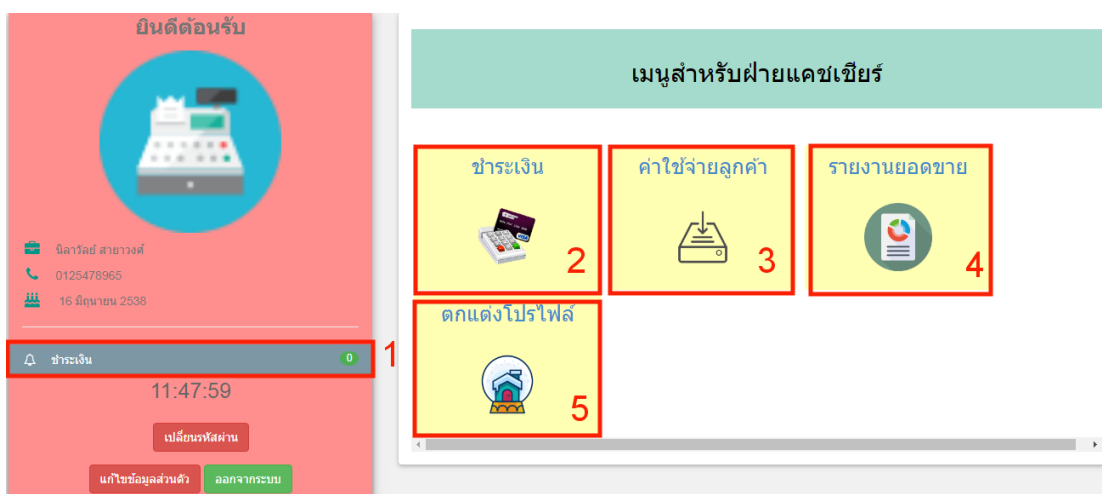 ยินดีต้อนรับ
นิลาวัลย์ สายาวงศ์
0125478965
16 มิถุนายน 2538
ชำระเงิน 0
1
11:47:59
เปลี่ยนรหัสผ่าน
แก้ไขข้อมูลส่วนตัว ออกจากระบบ
เมนูสำหรับฝ่ายแคชเชียร์
ชำระเงิน ค่าใช้จ่ายลูกค้า รายงานยอดขาย
2 3 4
ตกแต่งโปรไฟล์
5